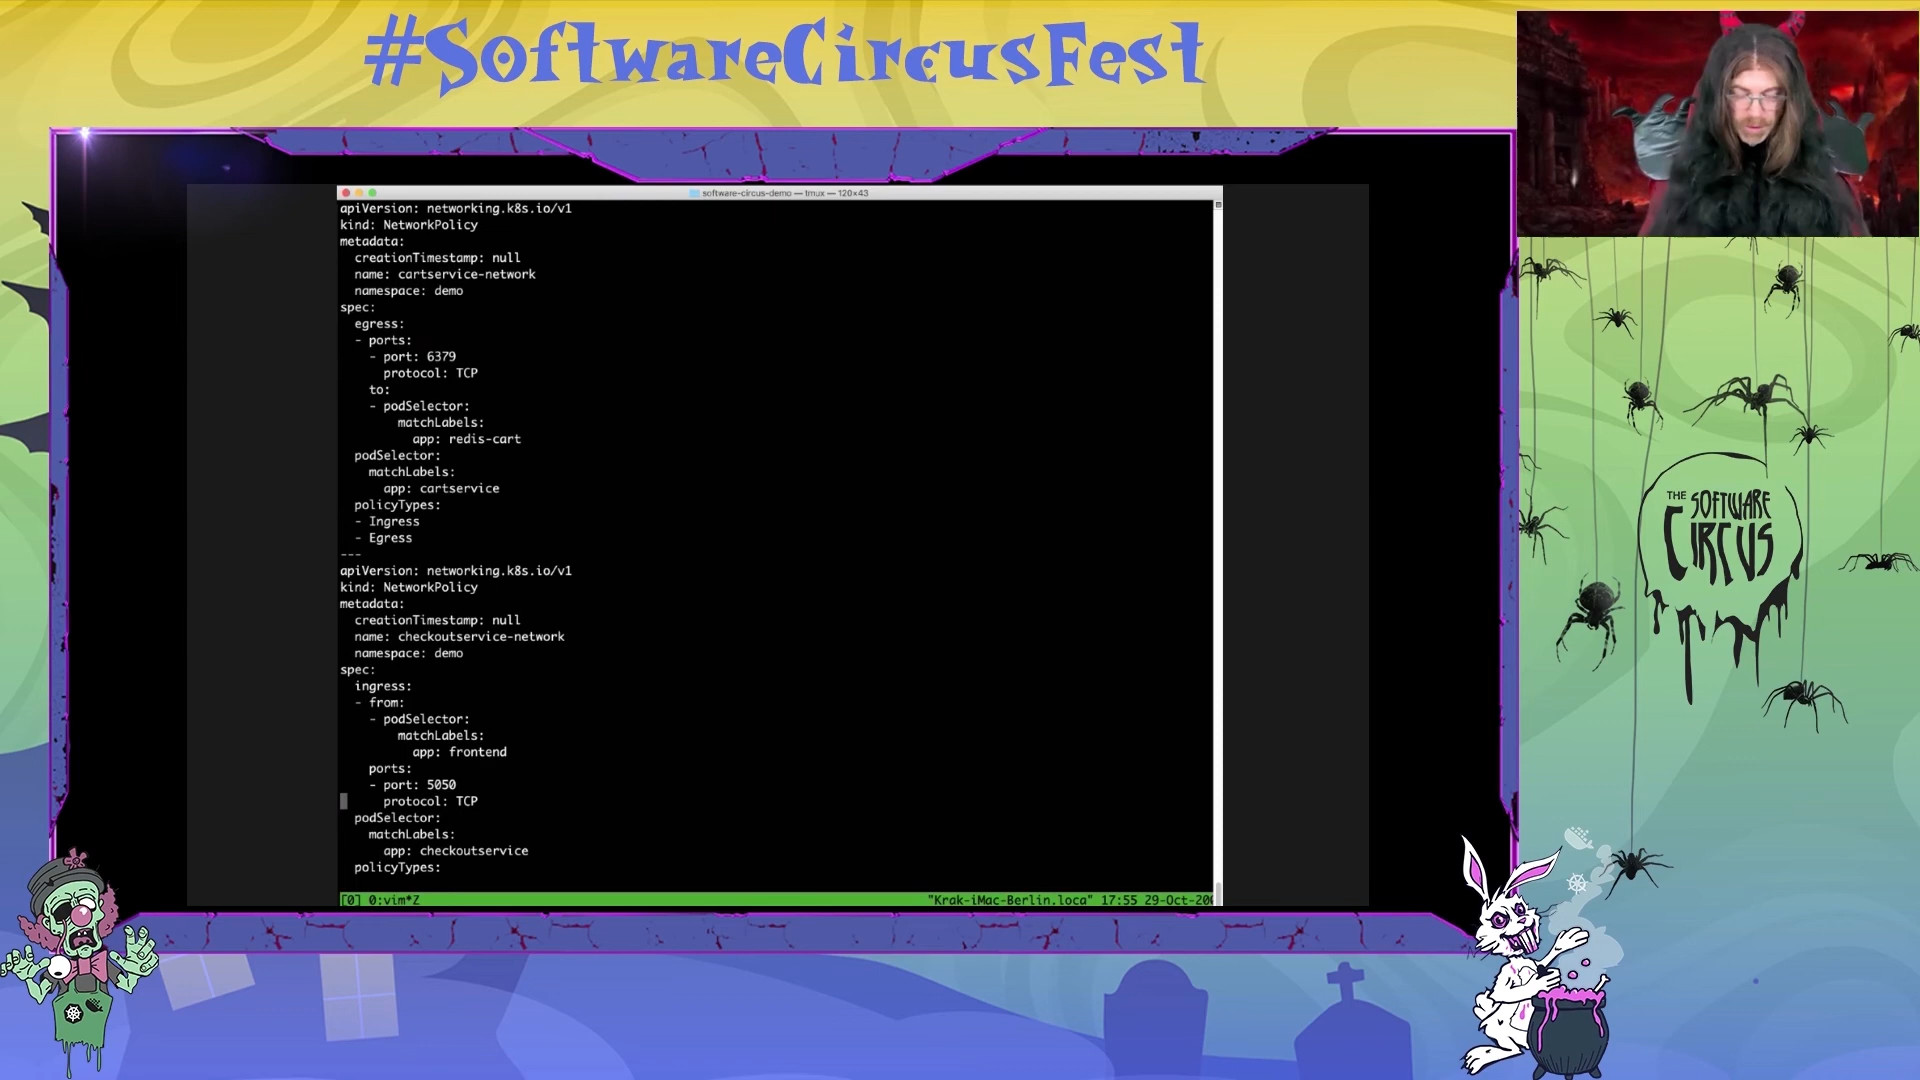 #SoftwareCircusFest
software-circus-demo — tmux — 120×43
apiVersion: networking.k8s.io/v1
kind: NetworkPolicy
metadata:
  creationTimestamp: null
  name: cartservice-network
  namespace: demo
spec:
  egress:
  - ports:
    - port: 6379
      protocol: TCP
    to:
    - podSelector:
        matchLabels:
          app: redis-cart
  podSelector:
    matchLabels:
      app: cartservice
  policyTypes:
  - Ingress
  - Egress
---
apiVersion: networking.k8s.io/v1
kind: NetworkPolicy
metadata:
  creationTimestamp: null
  name: checkoutservice-network
  namespace: demo
spec:
  ingress:
  - from:
    - podSelector:
        matchLabels:
          app: frontend
    ports:
    - port: 5050
      protocol: TCP
  podSelector:
    matchLabels:
      app: checkoutservice
  policyTypes:
[0] 0:vim*Z "Krak-iMac-Berlin.loca" 17:55 29-Oct-20
THE SOFTWARE
CIRCUS